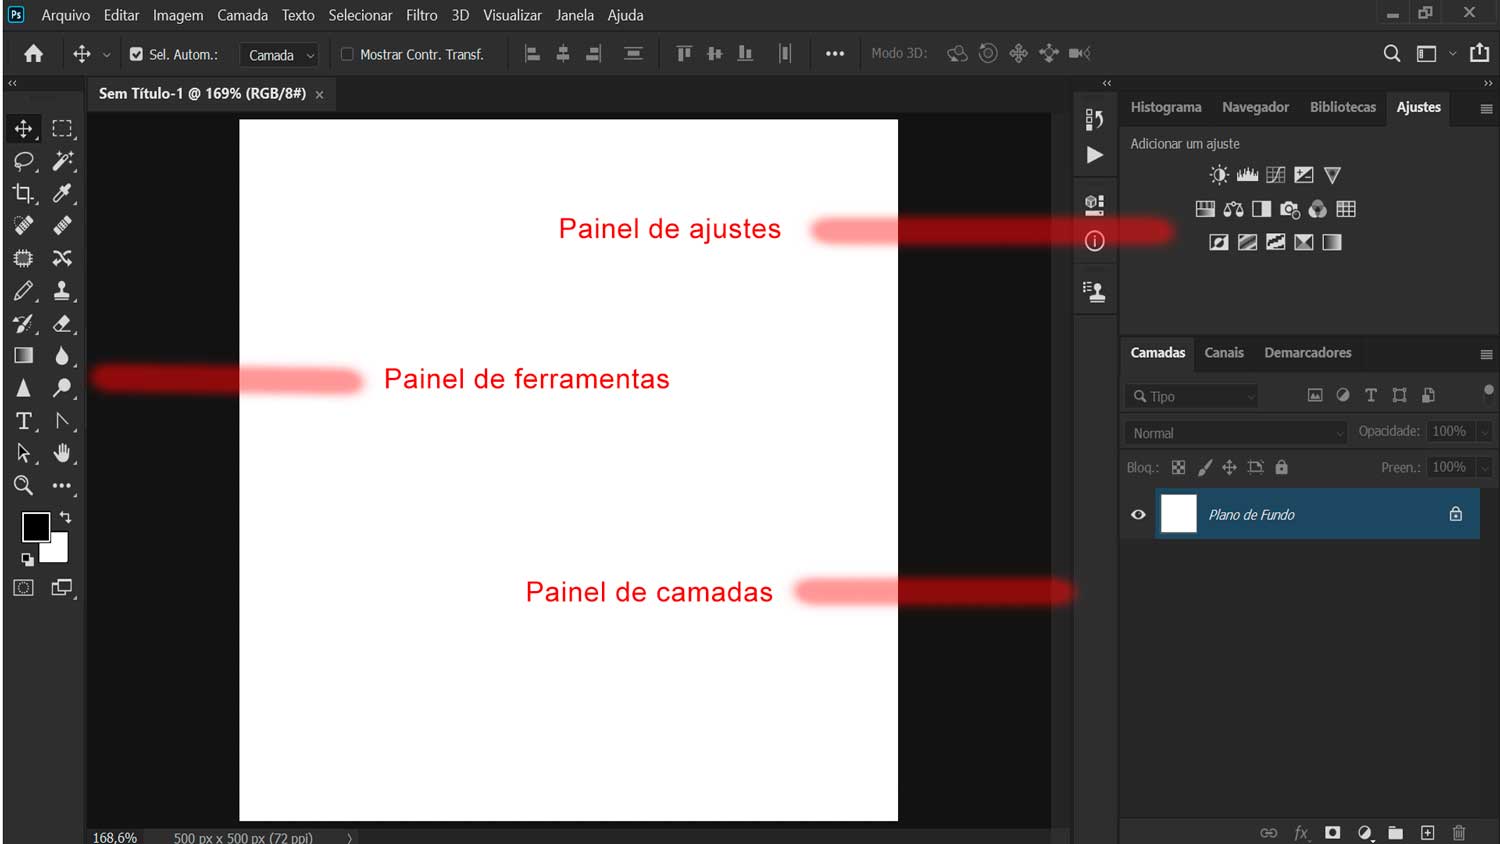 Ps Arquivo Editar Imagem Camada Texto Selecionar Filtro 3D Visualizar Janela Ajuda
Sel. Autom.: Camada Mostrar Contr. Transf. Modo 3D:
Sem Título-1 @ 169% (RGB/8#)
Histograma Navegador Bibliotecas Ajustes
Adicionar um ajuste
Painel de ajustes
Camadas Canais Demarcadores
Painel de ferramentas
Tipo
Normal Opacidade: 100%
Bloq.: Preen.: 100%
Plano de Fundo
Painel de camadas
168,6% 500 px x 500 px (72 ppi)
fx